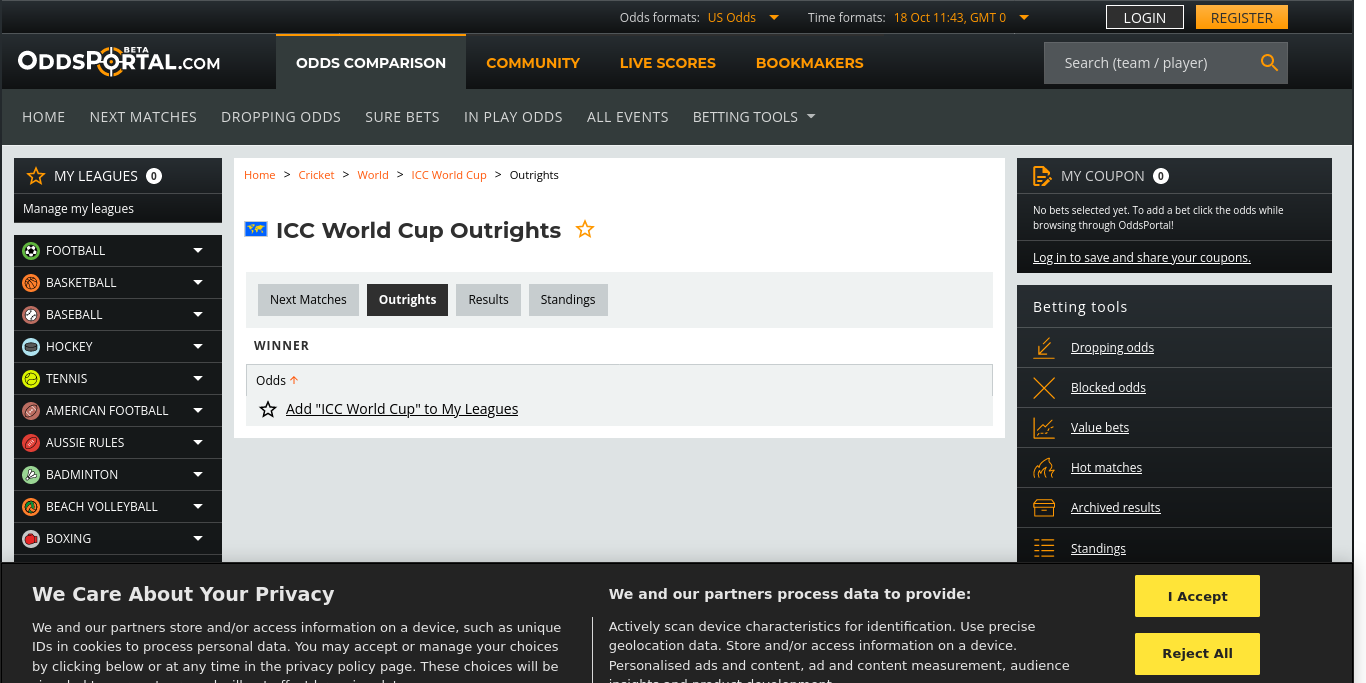 Odds formats: US Odds Time formats: 18 Oct 11:43, GMT 0 LOGIN REGISTER
ODDSPORTAL.COM BETA ODDS COMPARISON COMMUNITY LIVE SCORES BOOKMAKERS Search (team / player)
HOME NEXT MATCHES DROPPING ODDS SURE BETS IN PLAY ODDS ALL EVENTS BETTING TOOLS
MY LEAGUES 0
Manage my leagues
FOOTBALL
BASKETBALL
BASEBALL
HOCKEY
TENNIS
AMERICAN FOOTBALL
AUSSIE RULES
BADMINTON
BEACH VOLLEYBALL
BOXING
Home > Cricket > World > ICC World Cup > Outrights
ICC World Cup Outrights
Next Matches Outrights Results Standings
WINNER
Odds
Add "ICC World Cup" to My Leagues
MY COUPON 0
No bets selected yet. To add a bet click the odds while
browsing through OddsPortal!
Log in to save and share your coupons.
Betting tools
Dropping odds
Blocked odds
Value bets
Hot matches
Archived results
Standings
We Care About Your Privacy
We and our partners store and/or access information on a device, such as unique
IDs in cookies to process personal data. You may accept or manage your choices
by clicking below or at any time in the privacy policy page. These choices will be
We and our partners process data to provide:
Actively scan device characteristics for identification. Use precise
geolocation data. Store and/or access information on a device.
Personalised ads and content, ad and content measurement, audience
insights and product development.
I Accept
Reject All